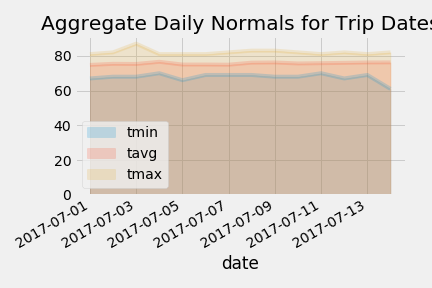 Aggregate Daily Normals for Trip Dates
80
60
40
20
0
tmin
tavg
tmax
2017-07-01
2017-07-03
2017-07-05
2017-07-07
2017-07-09
2017-07-11
2017-07-13
date